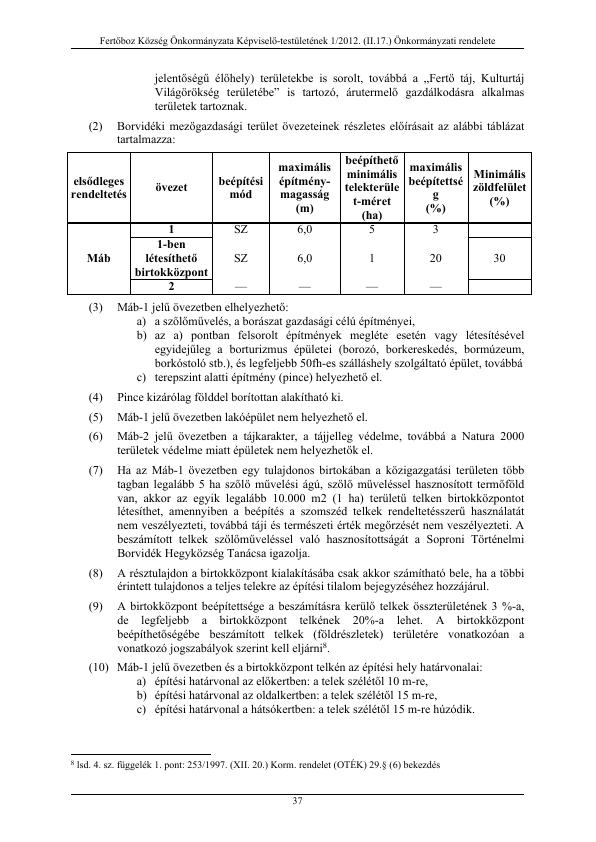 Fertőboz Község Önkormányzata Képviselő-testületének 1/2012. (II.17.) Önkormányzati rendelete
jelentőségű élőhely) területekbe is sorolt, továbbá a „Fertő táj, Kulturtáj
Világörökség területébe” is tartozó, árutermelő gazdálkodásra alkalmas
területek tartoznak.
(2) Borvidéki mezőgazdasági terület övezeteinek részletes előírásait az alábbi táblázat
tartalmazza:
elsődleges rendeltetés övezet beépítési mód maximális építmény-magasság (m) beépíthető minimális telekterüle t-méret (ha) maximális beépítettsé g (%) Minimális zöldfelület (%)
1 SZ 6,0 5 3
Máb 1-ben létesíthető birtokközpont SZ 6,0 1 20 30
2 — — — —
(3) Máb-1 jelű övezetben elhelyezhető:
a) a szőlőművelés, a borászat gazdasági célú építményei,
b) az a) pontban felsorolt építmények megléte esetén vagy létesítésével
egyidejűleg a borturizmus épületei (borozó, borkereskedés, bormúzeum,
borkóstoló stb.), és legfeljebb 50fh-es szálláshely szolgáltató épület, továbbá
c) terepszint alatti építmény (pince) helyezhető el.
(4) Pince kizárólag földdel borítottan alakítható ki.
(5) Máb-1 jelű övezetben lakóépület nem helyezhető el.
(6) Máb-2 jelű övezetben a tájkarakter, a tájjelleg védelme, továbbá a Natura 2000
területek védelme miatt épületek nem helyezhetők el.
(7) Ha az Máb-1 övezetben egy tulajdonos birtokában a közigazgatási területen több
tagban legalább 5 ha szőlő művelési ágú, szőlő műveléssel hasznosított termőföld
van, akkor az egyik legalább 10.000 m2 (1 ha) területű telken birtokközpontot
létesíthet, amennyiben a beépítés a szomszéd telkek rendeltetésszerű használatát
nem veszélyezteti, továbbá táji és természeti érték megőrzését nem veszélyezteti. A
beszámított telkek szőlőműveléssel való hasznosítottságát a Soproni Történelmi
Borvidék Hegyközség Tanácsa igazolja.
(8) A résztulajdon a birtokközpont kialakításába csak akkor számítható bele, ha a többi
érintett tulajdonos a teljes telekre az építési tilalom bejegyzéséhez hozzájárul.
(9) A birtokközpont beépítettsége a beszámításra kerülő telkek összterületének 3 %-a,
de legfeljebb a birtokközpont telkének 20%-a lehet. A birtokközpont
beépíthetőségébe beszámított telkek (földrészletek) területére vonatkozóan a
vonatkozó jogszabályok szerint kell eljárni8.
(10) Máb-1 jelű övezetben és a birtokközpont telkén az építési hely határvonalai:
a) építési határvonal az előkertben: a telek szélétől 10 m-re,
b) építési határvonal az oldalkertben: a telek szélétől 15 m-re,
c) építési határvonal a hátsókertben: a telek szélétől 15 m-re húzódik.
8 lsd. 4. sz. függelék 1. pont: 253/1997. (XII. 20.) Korm. rendelet (OTÉK) 29.§ (6) bekezdés
37